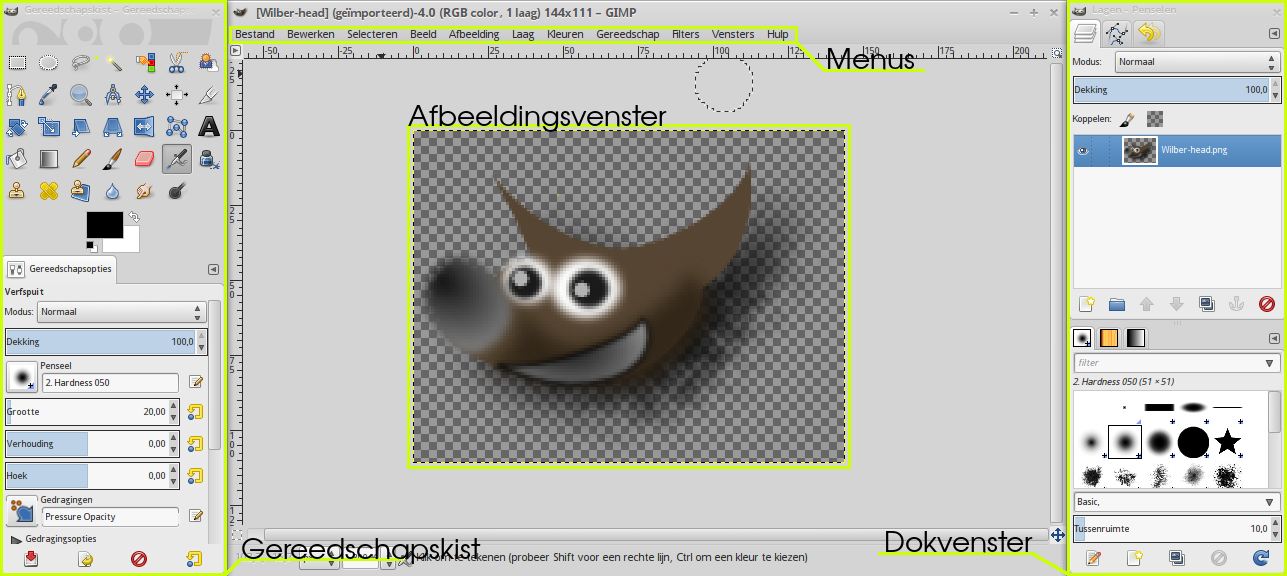 Gereedschapskist – Gereedschap
[Wilber-head] (geïmporteerd)-4.0 (RGB color, 1 laag) 144x111 – GIMP
Lagen - Penselen
Bestand Bewerken Selecteren Beeld Afbeelding Laag Kleuren Gereedschap Filters Vensters Hulp
Menus
-50 -25 0 25 50 75 100 125 150 175 200
Afbeeldingsvenster
Gereedschapsopties
Verfspuit
Modus: Normaal
Dekking 100,0
Penseel
2. Hardness 050
Grootte 20,00
Verhouding 0,00
Hoek 0,00
Gedragingen
Pressure Opacity
Gedragingsopties
Gereedschapskist
Klik om te tekenen (probeer Shift voor een rechte lijn, Ctrl om een kleur te kiezen)
Dokvenster
Modus: Normaal
Dekking 100,0
Koppelen:
Wilber-head.png
filter
2. Hardness 050 (51 × 51)
Basic,
Tussenruimte 10,0